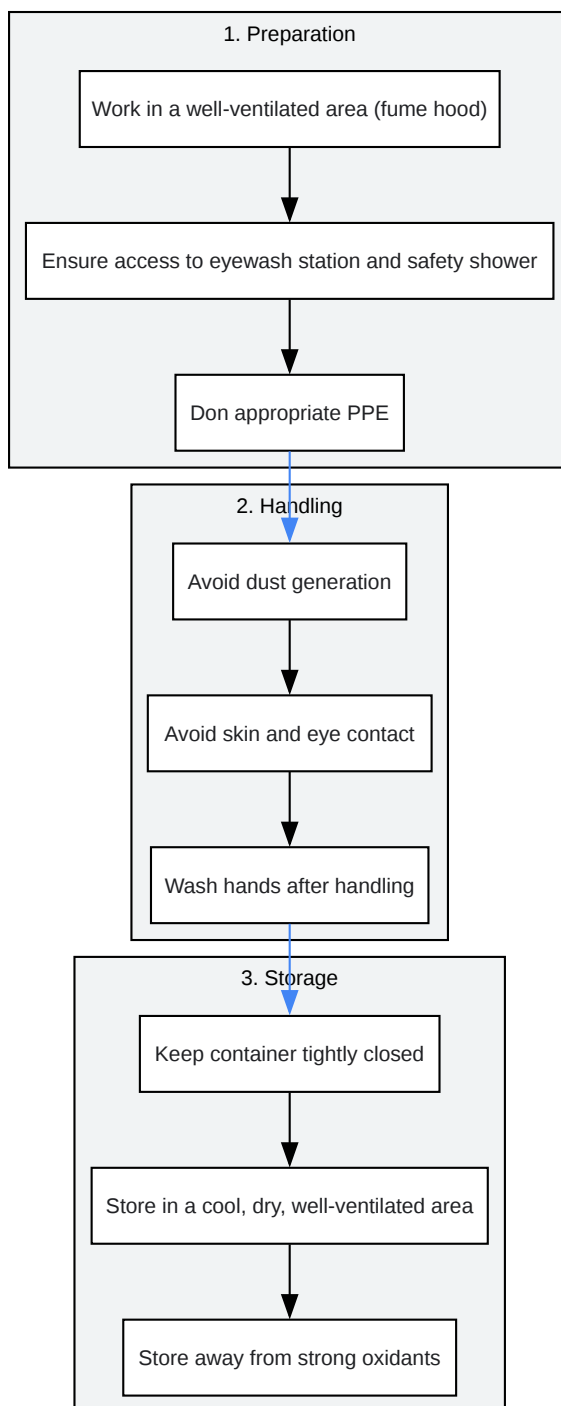 1. Preparation
Work in a well-ventilated area (fume hood)
Ensure access to eyewash station and safety shower
Don appropriate PPE
2. Handling
Avoid dust generation
Avoid skin and eye contact
Wash hands after handling
3. Storage
Keep container tightly closed
Store in a cool, dry, well-ventilated area
Store away from strong oxidants